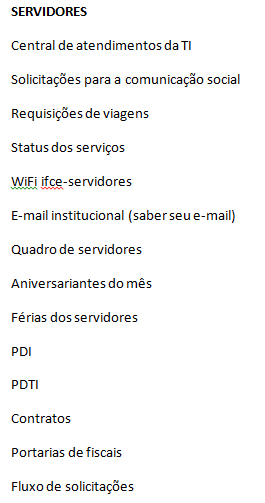 SERVIDORES
Central de atendimentos da TI
Solicitações para a comunicação social
Requisições de viagens
Status dos serviços
WiFi ifce-servidores
E-mail institucional (saber seu e-mail)
Quadro de servidores
Aniversariantes do mês
Férias dos servidores
PDI
PDTI
Contratos
Portarias de fiscais
Fluxo de solicitações